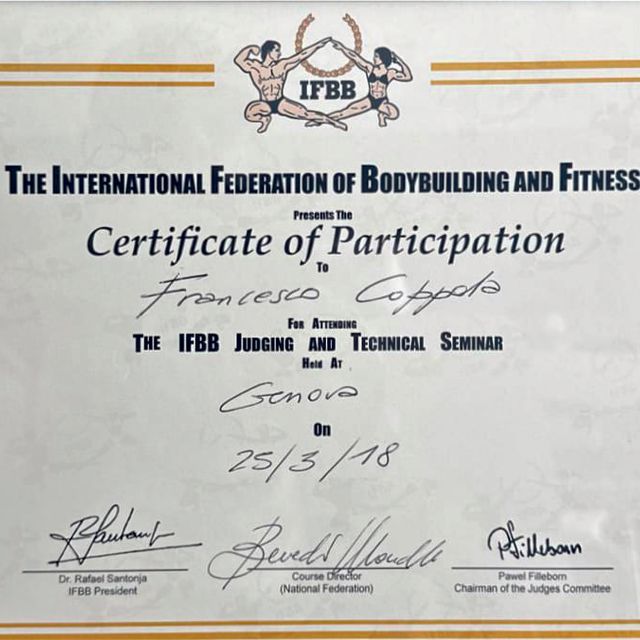 IFBB
THE INTERNATIONAL FEDERATION OF BODYBUILDING AND FITNESS
Presents The
Certificate of Participation
To
Francesco Coppola
FOR ATTENDING
THE IFBB JUDGING AND TECHNICAL SEMINAR
Held At
Genova
On
25/3/18
Dr. Rafael Santonja
IFBB President
Course Director
(National Federation)
PFilleborn
Pawel Filleborn
Chairman of the Judges Committee